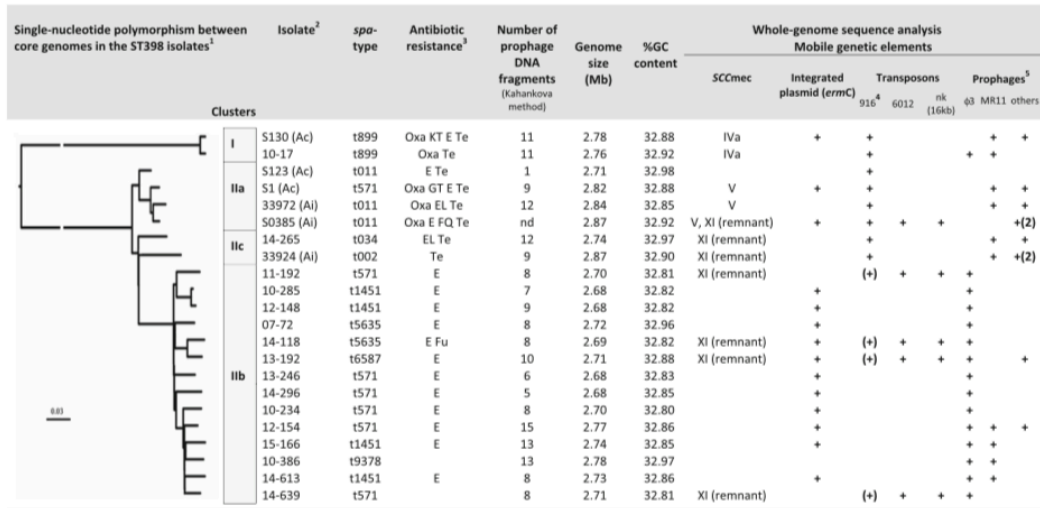 Single-nucleotide polymorphism between core genomes in the ST398 isolates¹ Isolate² spa-type Antibiotic resistance³ Number of prophage DNA fragments (Kahankova method) Genome size (Mb) %GC content Whole-genome sequence analysis
Mobile genetic elements
SCCmec Integrated plasmid (ermC) Transposons Prophages⁵
916⁴ 6012 nk (16kb) ϕ3 MR11 others
Clusters
I S130 (Ac) t899 Oxa KT E Te 11 2.78 32.88 IVa + + + +
10-17 t899 Oxa Te 11 2.76 32.92 IVa + + +
S123 (Ac) t011 E Te 1 2.71 32.98 +
IIa S1 (Ac) t571 Oxa GT E Te 9 2.82 32.88 V + + + +
33972 (Ai) t011 Oxa EL Te 12 2.84 32.85 V + + +
S0385 (Ai) t011 Oxa E FQ Te nd 2.87 32.92 V, XI (remnant) + + + + +(2)
IIc 14-265 t034 EL Te 12 2.74 32.97 XI (remnant) + + +
33924 (Ai) t002 Te 9 2.87 32.90 XI (remnant) + + +(2)
11-192 t571 E 8 2.70 32.81 XI (remnant) (+) + + +
10-285 t1451 E 7 2.68 32.82 + +
12-148 t1451 E 9 2.68 32.82 + +
07-72 t5635 E 8 2.72 32.96 + +
14-118 t5635 E Fu 8 2.69 32.82 XI (remnant) + (+) + + +
13-192 t6587 E 10 2.71 32.88 XI (remnant) + (+) + + + +
IIb 13-246 t571 E 6 2.68 32.83 + +
14-296 t571 E 5 2.68 32.85 + +
10-234 t571 E 8 2.70 32.80 + +
0.03 12-154 t571 E 15 2.77 32.86 + + + +
15-166 t1451 E 13 2.74 32.85 + + +
10-386 t9378 13 2.78 32.97 + +
14-613 t1451 E 8 2.73 32.86 + + +
14-639 t571 8 2.71 32.81 XI (remnant) (+) + + +